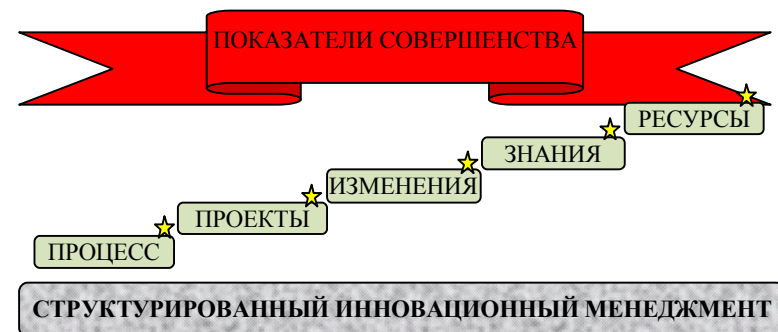 ПОКАЗАТЕЛИ СОВЕРШЕНСТВА
РЕСУРСЫ
ЗНАНИЯ
ИЗМЕНЕНИЯ
ПРОЕКТЫ
ПРОЦЕСС
СТРУКТУРИРОВАННЫЙ ИННОВАЦИОННЫЙ МЕНЕДЖМЕНТ